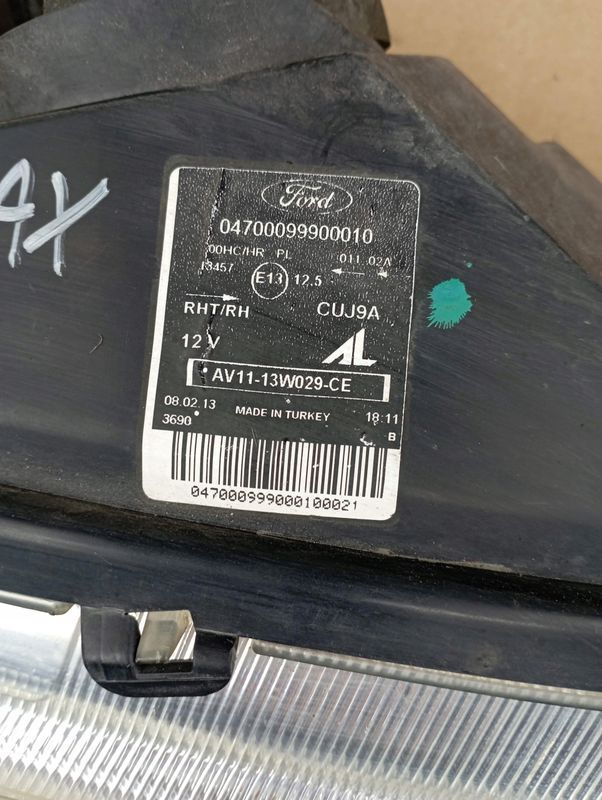 AX
Ford
04700099900010
00HC/HR PL 011 02A
13457 E13 12.5
RHT/RH CUJ9A
12 V AL
AV11-13W029-CE
08.02.13 MADE IN TURKEY 18:11
3690 B
047000999000100021